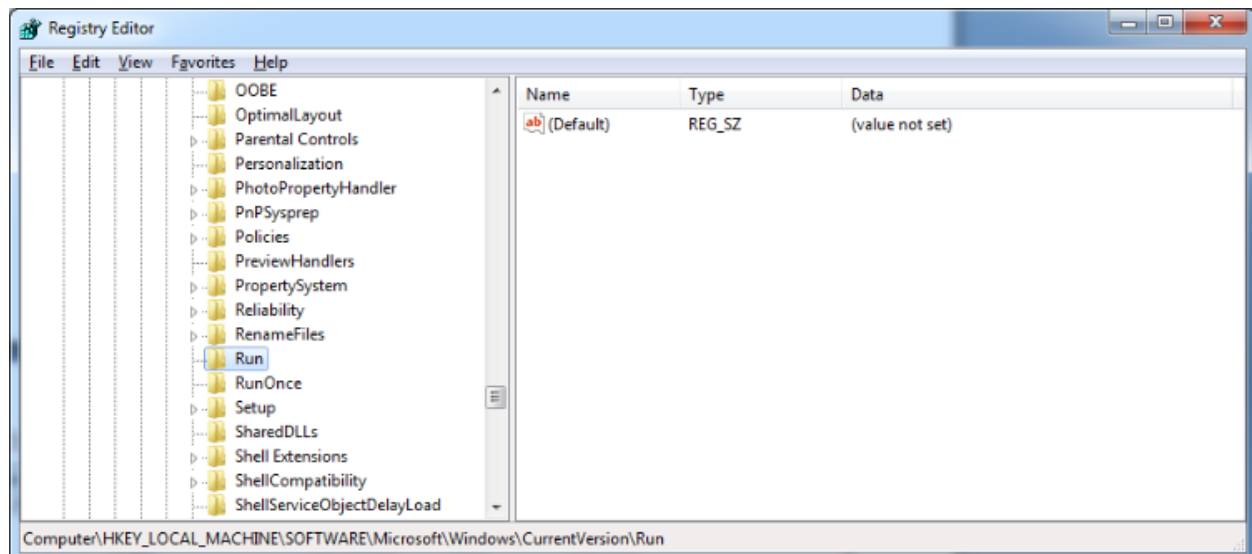 Registry Editor
File Edit View Favorites Help
OOBE
OptimalLayout
Parental Controls
Personalization
PhotoPropertyHandler
PnPSysprep
Policies
PreviewHandlers
PropertySystem
Reliability
RenameFiles
Run
RunOnce
Setup
SharedDLLs
Shell Extensions
ShellCompatibility
ShellServiceObjectDelayLoad
Name Type Data
ab (Default) REG_SZ (value not set)
Computer\HKEY_LOCAL_MACHINE\SOFTWARE\Microsoft\Windows\CurrentVersion\Run